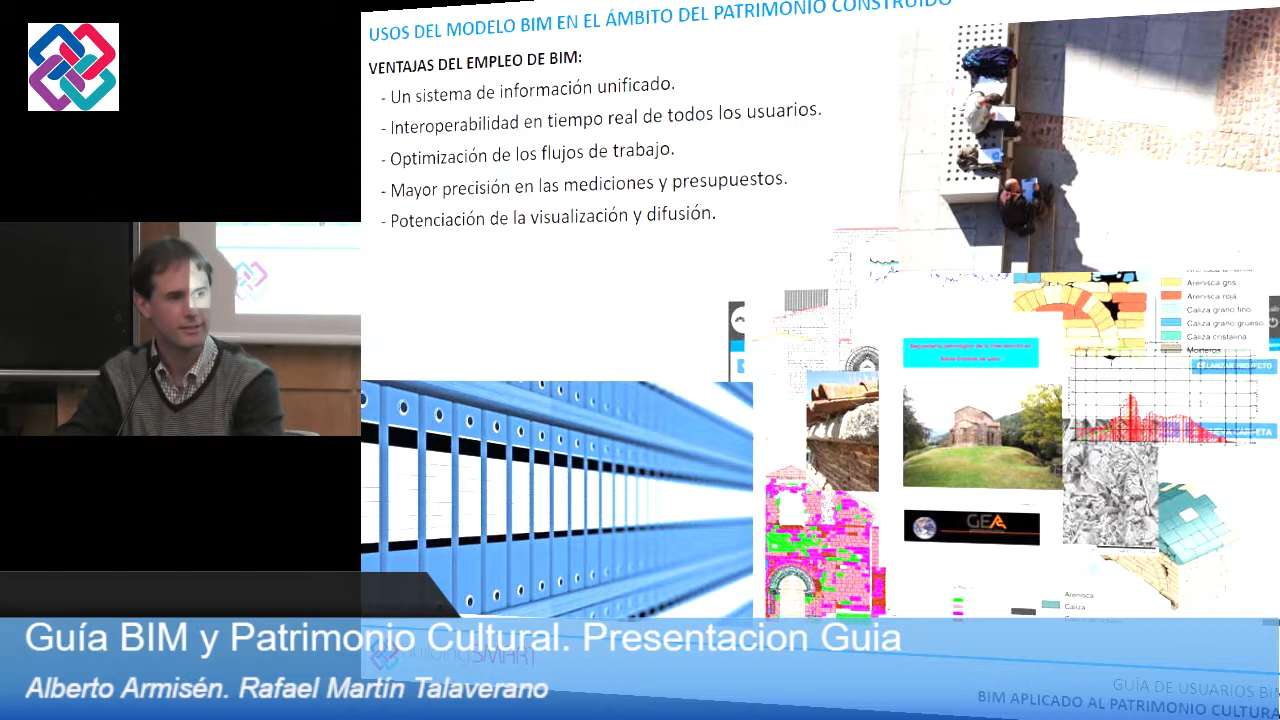 USOS DEL MODELO BIM EN EL ÁMBITO DEL PATRIMONIO CONSTRUIDO
VENTAJAS DEL EMPLEO DE BIM:
- Un sistema de información unificado.
- Interoperabilidad en tiempo real de todos los usuarios.
- Optimización de los flujos de trabajo.
- Mayor precisión en las mediciones y presupuestos.
- Potenciación de la visualización y difusión.
Arenisca gris
Arenisca roja
Caliza grano fino
Caliza grano grueso
Caliza cristalina
Morteros
GEA
Arenisca
Caliza
Guía BIM y Patrimonio Cultural. Presentacion Guia
Alberto Armisén. Rafael Martín Talaverano
SMART
GUÍA DE USUARIOS BIM
BIM APLICADO AL PATRIMONIO CULTURA